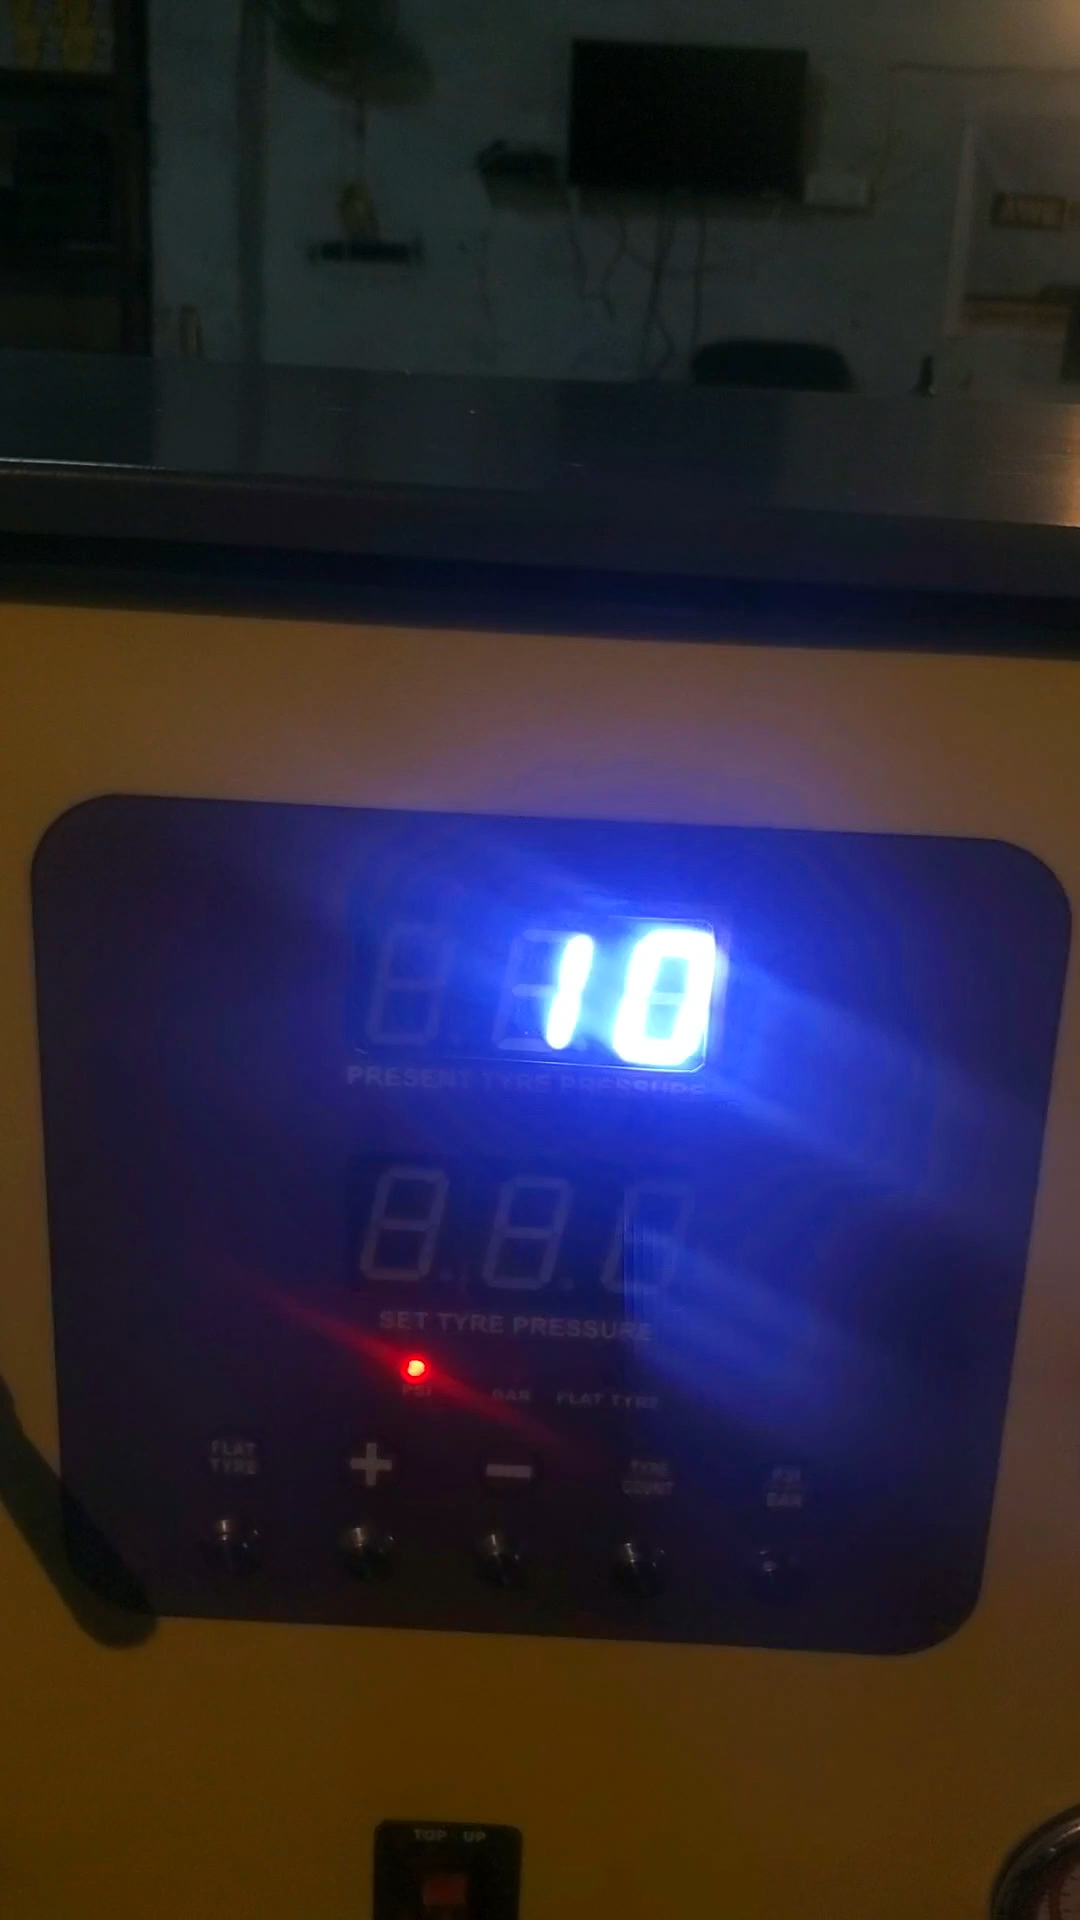 10
PRESENT TYRE PRESSURE
SET TYRE PRESSURE
PSI BAR FLAT TYRE
FLAT TYRE + - TYRE COUNT PSI BAR
TOP UP